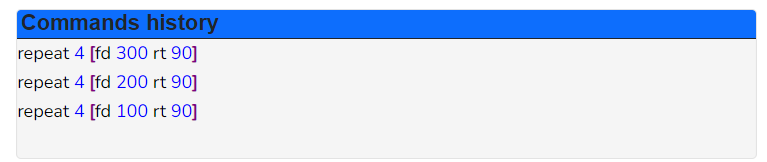 Commands history
repeat 4 [fd 300 rt 90]
repeat 4 [fd 200 rt 90]
repeat 4 [fd 100 rt 90]